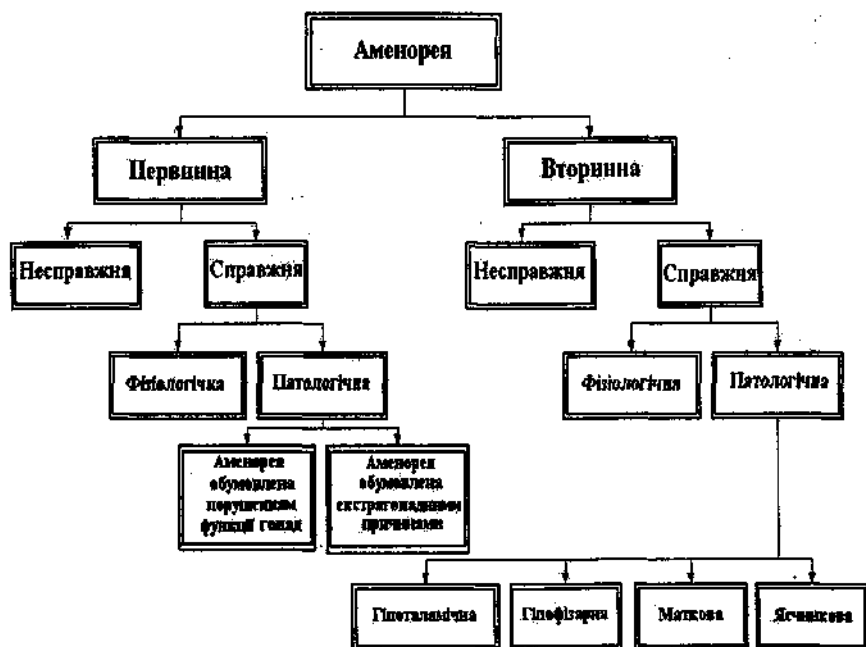 Аменорея
Первинна
Вторинна
Несправжня
Справжня
Несправжня
Справжня
Фізіологічка
Патологічна
Фізіологічна
Патологічна
Аменорея
обумовлена
порушенням
функції гонад
Аменорея
обумовлена
екстрагонадними
причинами
Гіпоталамічна
Гіпофізарна
Маткова
Яєчникова